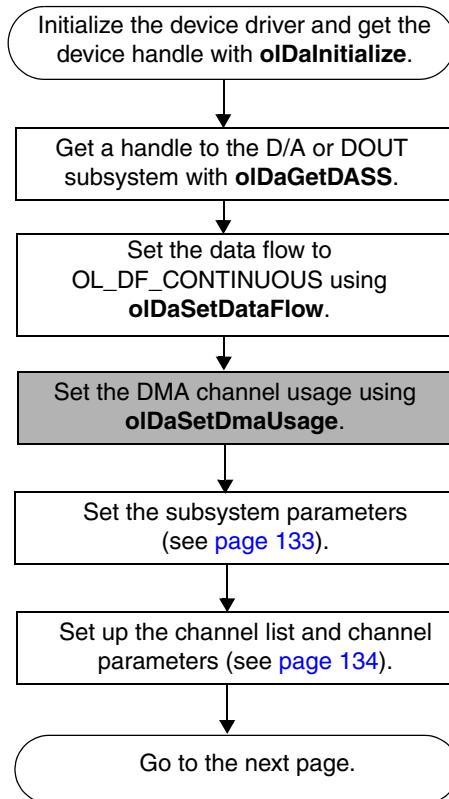 Initialize the device driver and get the
device handle with olDaInitialize.
Get a handle to the D/A or DOUT
subsystem with olDaGetDASS.
Set the data flow to
OL_DF_CONTINUOUS using
olDaSetDataFlow.
Set the DMA channel usage using
olDaSetDmaUsage.
Set the subsystem parameters
(see page 133).
Set up the channel list and channel
parameters (see page 134).
Go to the next page.